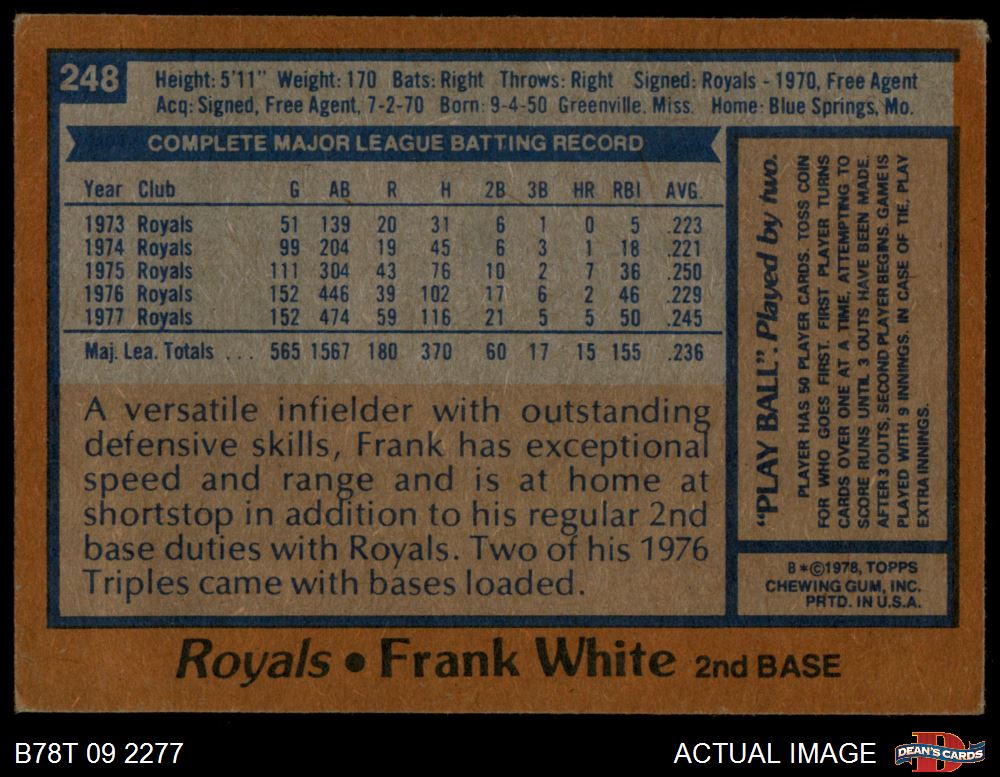 248
Height: 5'11" Weight: 170 Bats: Right Throws: Right Signed: Royals - 1970, Free Agent
Acq: Signed, Free Agent, 7-2-70 Born: 9-4-50 Greenville, Miss. Home: Blue Springs, Mo.
COMPLETE MAJOR LEAGUE BATTING RECORD
Year Club G AB R H 2B 3B HR RBI AVG.
1973 Royals 51 139 20 31 6 1 0 5 .223
1974 Royals 99 204 19 45 6 3 1 18 .221
1975 Royals 111 304 43 76 10 2 7 36 .250
1976 Royals 152 446 39 102 17 6 2 46 .229
1977 Royals 152 474 59 116 21 5 5 50 .245
Maj. Lea. Totals . . . 565 1567 180 370 60 17 15 155 .236
A versatile infielder with outstanding
defensive skills, Frank has exceptional
speed and range and is at home at
shortstop in addition to his regular 2nd
base duties with Royals. Two of his 1976
Triples came with bases loaded.
"PLAY BALL". Played by two.
PLAYER HAS 50 PLAYER CARDS. TOSS COIN
FOR WHO GOES FIRST. FIRST PLAYER TURNS
CARDS OVER ONE AT A TIME, ATTEMPTING TO
SCORE RUNS UNTIL 3 OUTS HAVE BEEN MADE.
AFTER 3 OUTS, SECOND PLAYER BEGINS. GAME IS
PLAYED WITH 9 INNINGS. IN CASE OF TIE, PLAY
EXTRA INNINGS.
B*©1978, TOPPS
CHEWING GUM, INC.
PRTD. IN U.S.A.
Royals • Frank White 2nd BASE
B78T 09 2277
ACTUAL IMAGE
D
DEAN'S CARDS